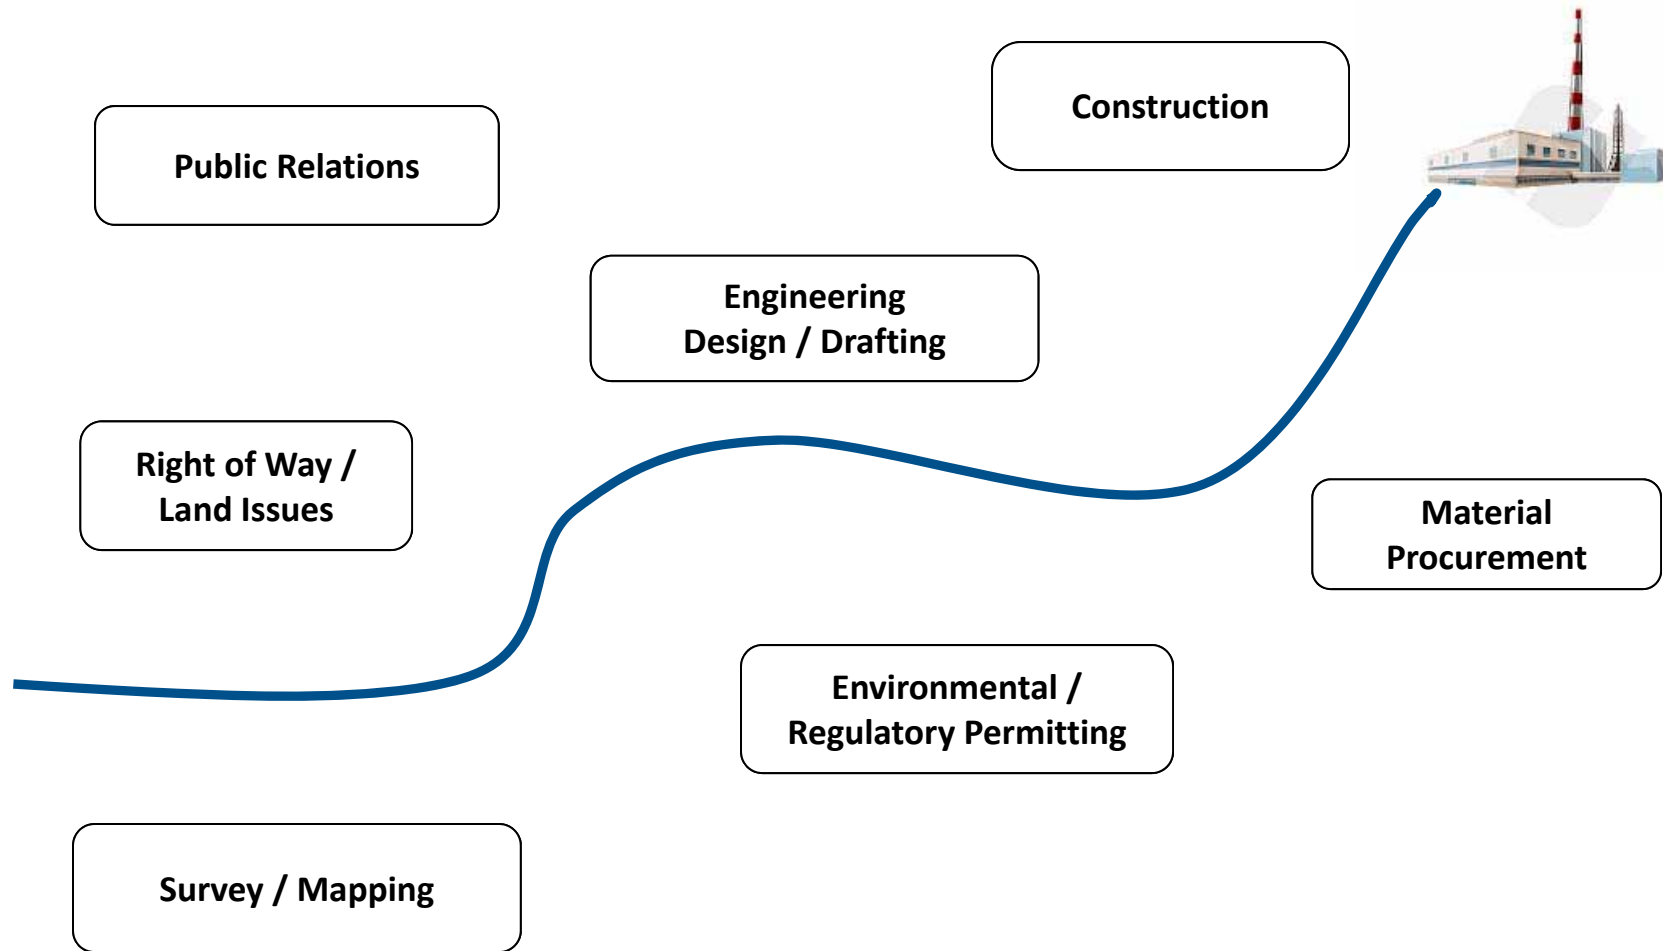 Construction
Public Relations
Engineering
Design / Drafting
Right of Way /
Land Issues
Material
Procurement
Environmental /
Regulatory Permitting
Survey / Mapping